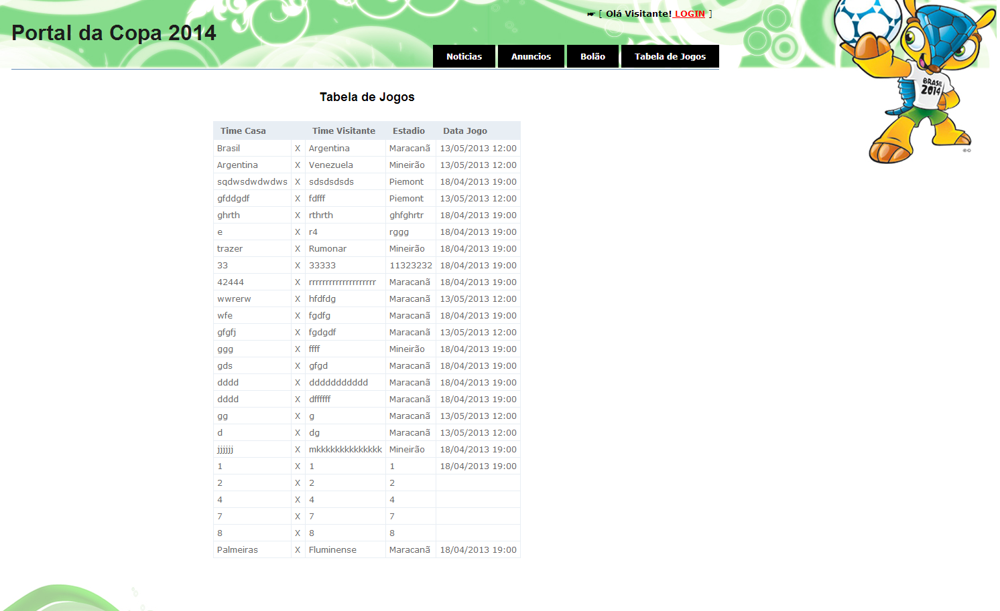 [ Olá Visitante! LOGIN ]
Portal da Copa 2014
Noticias Anuncios Bolão Tabela de Jogos
BRASIL
2014
Tabela de Jogos
Time Casa Time Visitante Estadio Data Jogo
Brasil X Argentina Maracanã 13/05/2013 12:00
Argentina X Venezuela Mineirão 13/05/2013 12:00
sqdwsdwdwdws X sdsdsdsds Piemont 18/04/2013 19:00
gfddgdf X fdfff Piemont 13/05/2013 12:00
ghrth X rthrth ghfghrtr 18/04/2013 19:00
e X r4 rggg 18/04/2013 19:00
trazer X Rumonar Mineirão 18/04/2013 19:00
33 X 33333 11323232 18/04/2013 19:00
42444 X rrrrrrrrrrrrrrrrrrrr Maracanã 18/04/2013 19:00
wwrerw X hfdfdg Maracanã 13/05/2013 12:00
wfe X fgdfg Maracanã 18/04/2013 19:00
gfgfj X fgdgdf Maracanã 13/05/2013 12:00
ggg X ffff Mineirão 18/04/2013 19:00
gds X gfgd Maracanã 18/04/2013 19:00
dddd X ddddddddddd Maracanã 18/04/2013 19:00
dddd X dffffff Maracanã 18/04/2013 19:00
gg X g Maracanã 13/05/2013 12:00
d X dg Maracanã 13/05/2013 12:00
jjjjjj X mkkkkkkkkkkkkkk Mineirão 18/04/2013 19:00
1 X 1 1 18/04/2013 19:00
2 X 2 2
4 X 4 4
7 X 7 7
8 X 8 8
Palmeiras X Fluminense Maracanã 18/04/2013 19:00